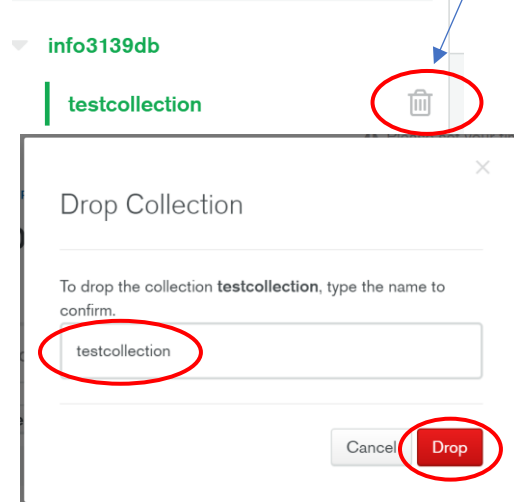 info3139db
testcollection
Drop Collection
To drop the collection testcollection, type the name to
confirm.
testcollection
Cancel
Drop